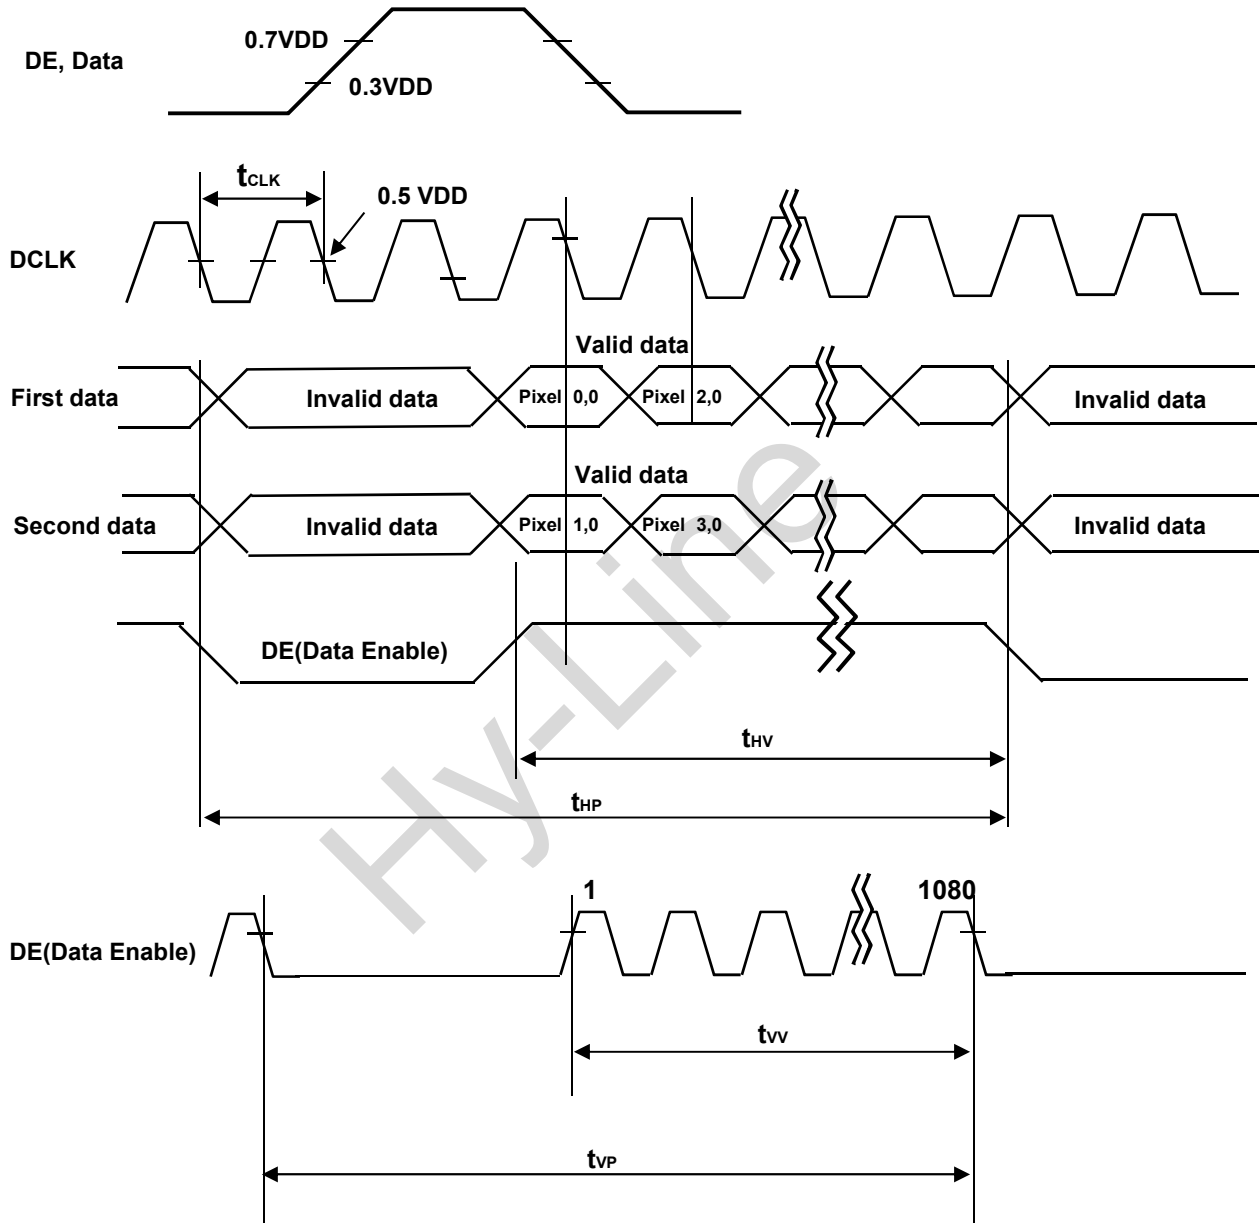 0.7VDD
DE, Data
0.3VDD
tCLK
0.5 VDD
DCLK
Valid data
First data
Invalid data
Pixel 0,0
Pixel 2,0
Invalid data
Valid data
Second data
Invalid data
Pixel 1,0
Pixel 3,0
Invalid data
DE(Data Enable)
tHV
tHP
Hy-Line
1
1080
DE(Data Enable)
tVV
tVP